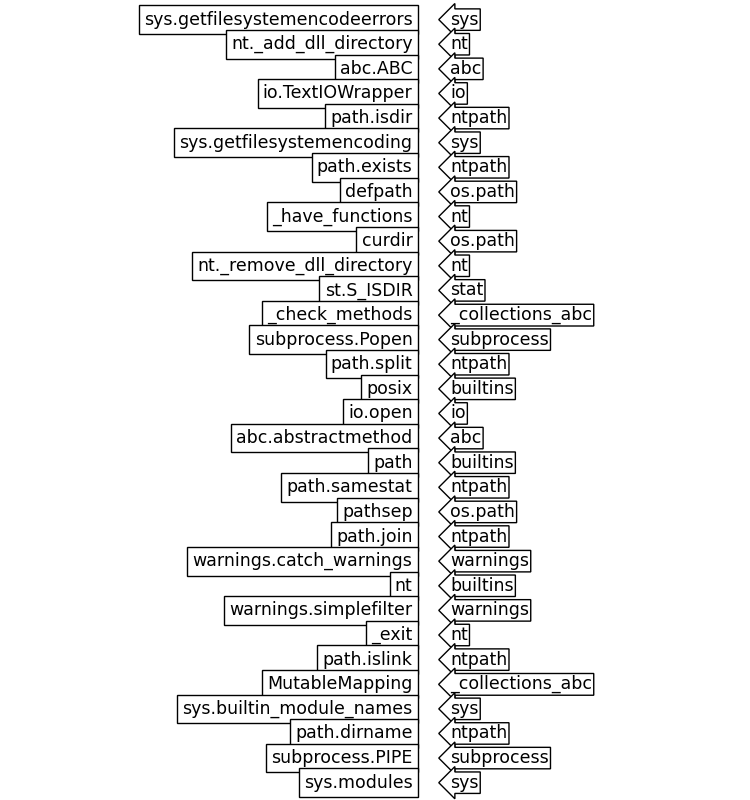 sys.getfilesystemencodeerrors sys
nt._add_dll_directory nt
abc.ABC abc
io.TextIOWrapper io
path.isdir ntpath
sys.getfilesystemencoding sys
path.exists ntpath
defpath os.path
_have_functions nt
curdir os.path
nt._remove_dll_directory nt
st.S_ISDIR stat
_check_methods _collections_abc
subprocess.Popen subprocess
path.split ntpath
posix builtins
io.open io
abc.abstractmethod abc
path builtins
path.samestat ntpath
pathsep os.path
path.join ntpath
warnings.catch_warnings warnings
nt builtins
warnings.simplefilter warnings
_exit nt
path.islink ntpath
MutableMapping _collections_abc
sys.builtin_module_names sys
path.dirname ntpath
subprocess.PIPE subprocess
sys.modules sys